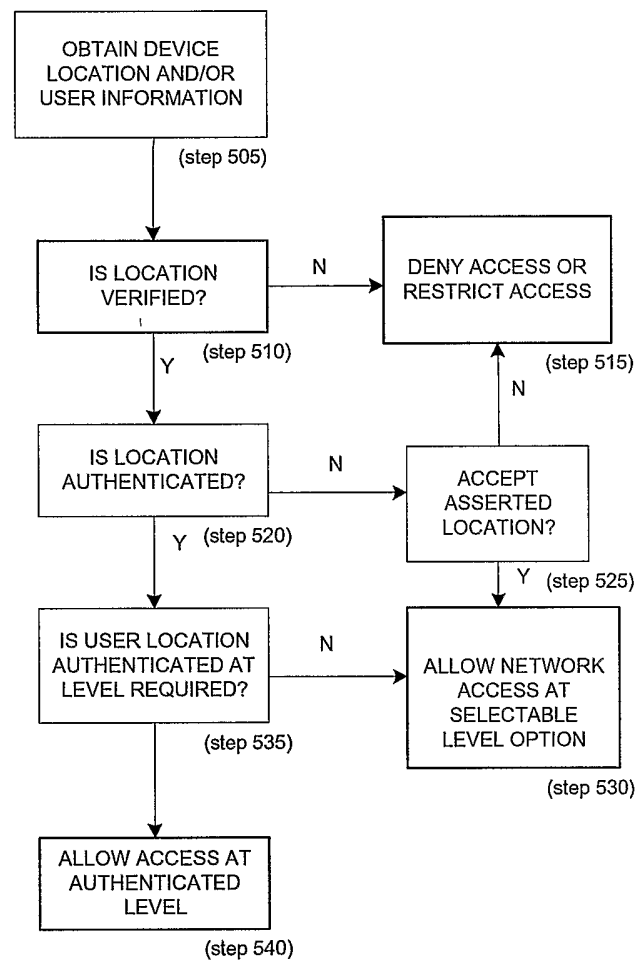 OBTAIN DEVICE
LOCATION AND/OR
USER INFORMATION
(step 505)
IS LOCATION
VERIFIED?
(step 510)
N
DENY ACCESS OR
RESTRICT ACCESS
(step 515)
Y
N
IS LOCATION
AUTHENTICATED?
(step 520)
N
ACCEPT
ASSERTED
LOCATION?
(step 525)
Y
Y
IS USER LOCATION
AUTHENTICATED AT
LEVEL REQUIRED?
(step 535)
N
ALLOW NETWORK
ACCESS AT
SELECTABLE
LEVEL OPTION
(step 530)
ALLOW ACCESS AT
AUTHENTICATED
LEVEL
(step 540)